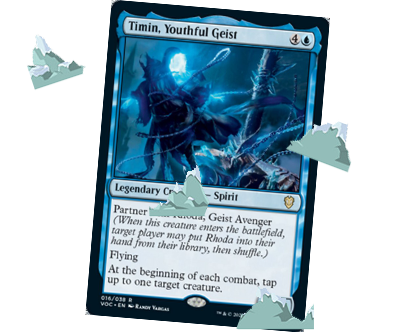 Timin, Youthful Geist 4
Legendary — Spirit
Partner Rhoda, Geist Avenger
(When this creature enters the battlefield,
target player may put Rhoda into their
hand from their library, then shuffle.)
Flying
At the beginning of each combat, tap
up to one target creature.
016/038 R
VOC • EN RANDY VARGAS
™ & ©